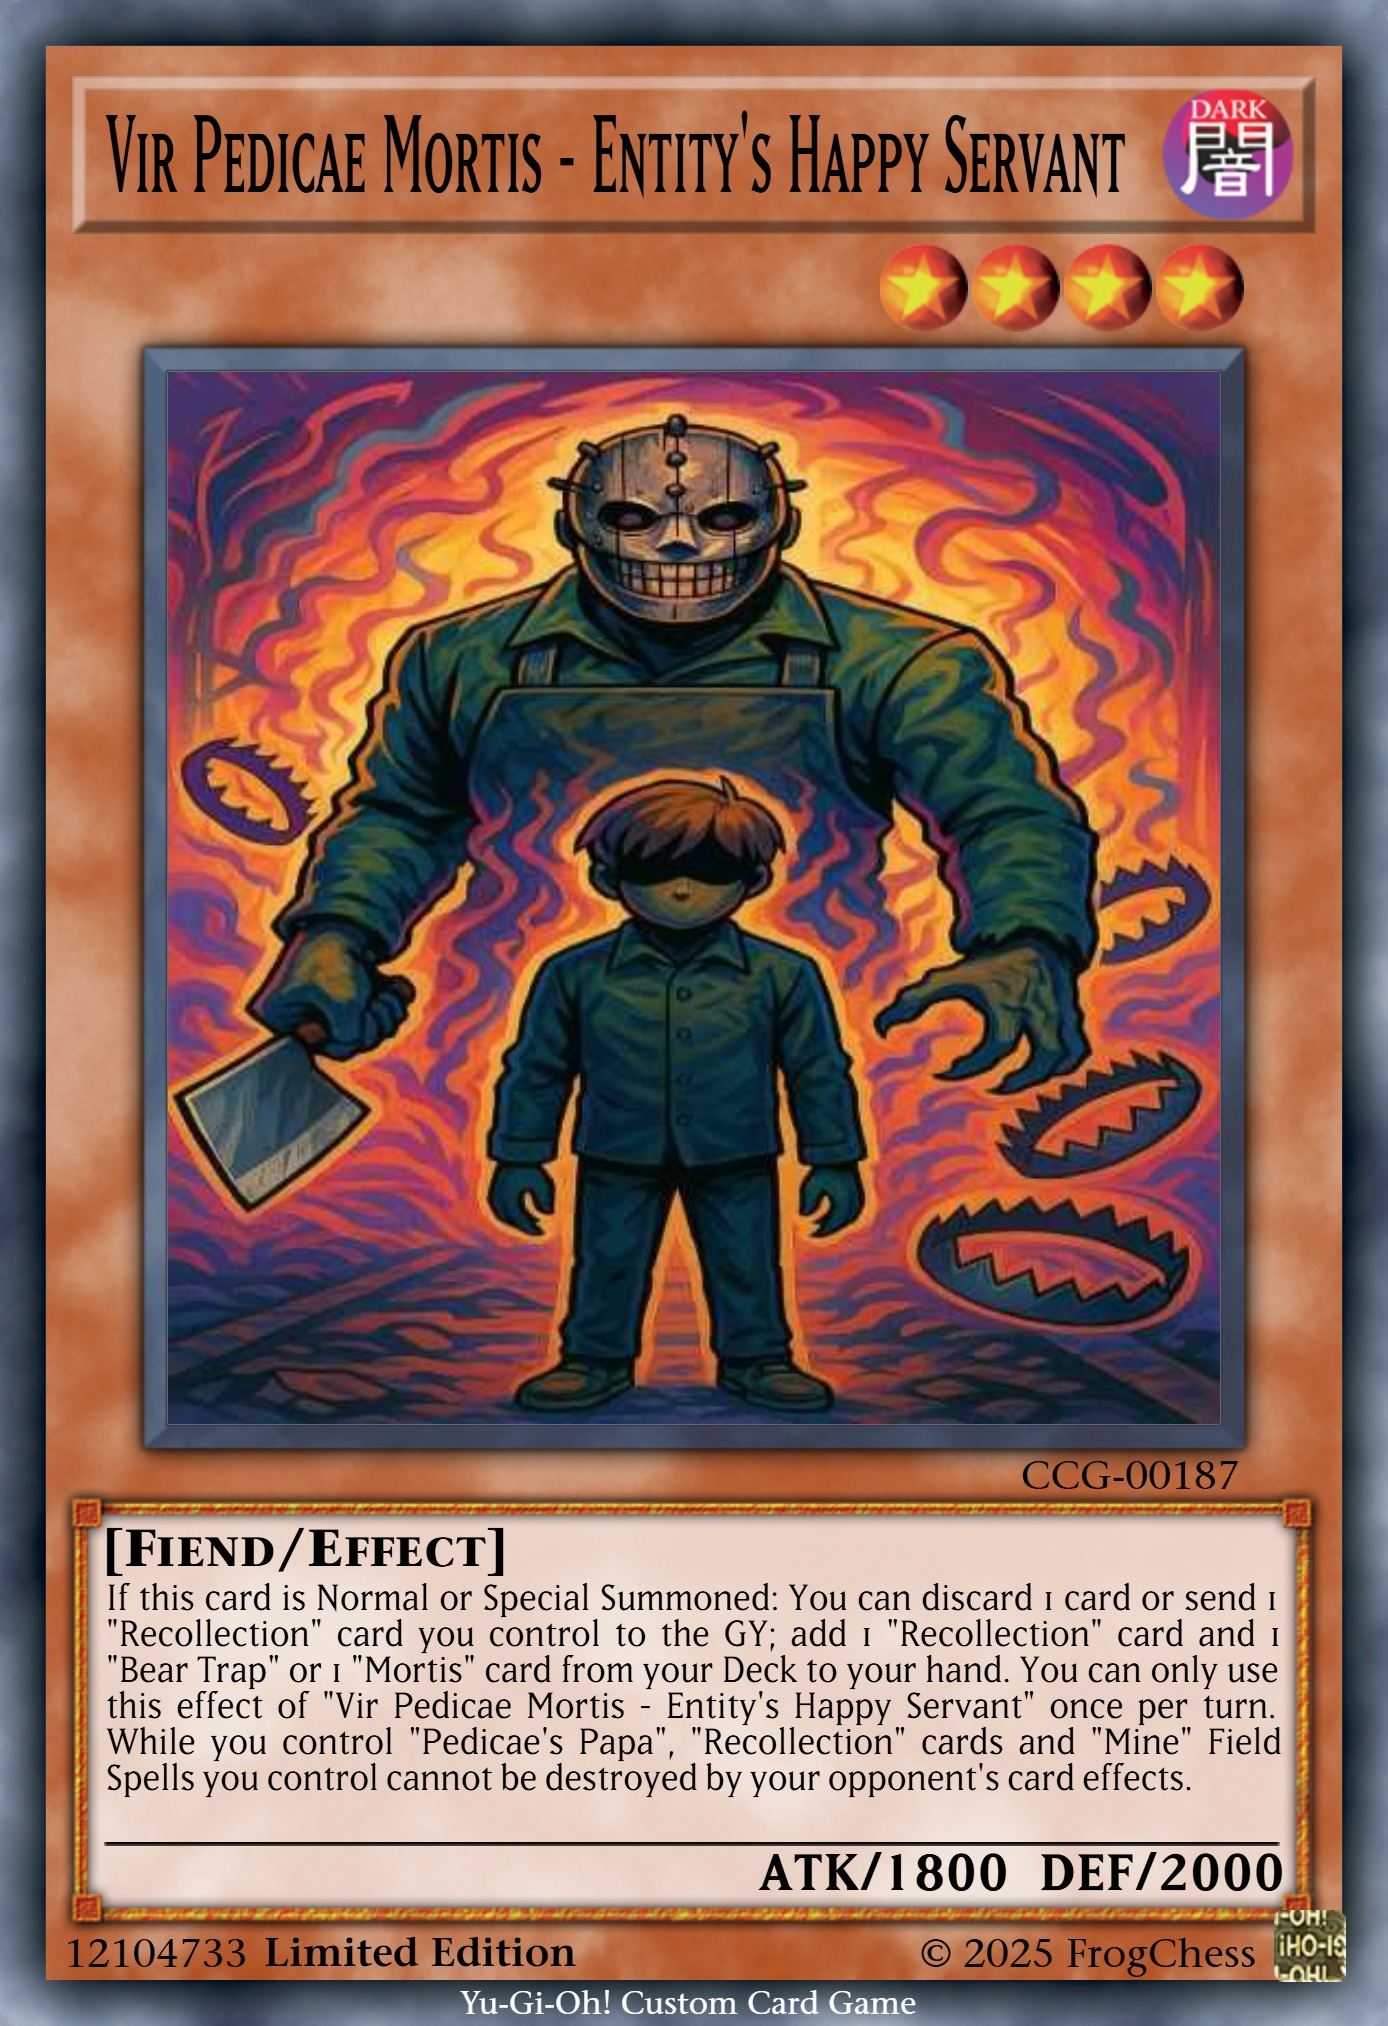 Vir Pedicae Mortis - Entity's Happy Servant
DARK
闇
CCG-00187
[Fiend/Effect]
If this card is Normal or Special Summoned: You can discard 1 card or send 1
"Recollection" card you control to the GY; add 1 "Recollection" card and 1
"Bear Trap" or 1 "Mortis" card from your Deck to your hand. You can only use
this effect of "Vir Pedicae Mortis - Entity's Happy Servant" once per turn.
While you control "Pedicae's Papa", "Recollection" cards and "Mine" Field
Spells you control cannot be destroyed by your opponent's card effects.
ATK/1800 DEF/2000
12104733 Limited Edition
© 2025 FrogChess
Yu-Gi-Oh! Custom Card Game